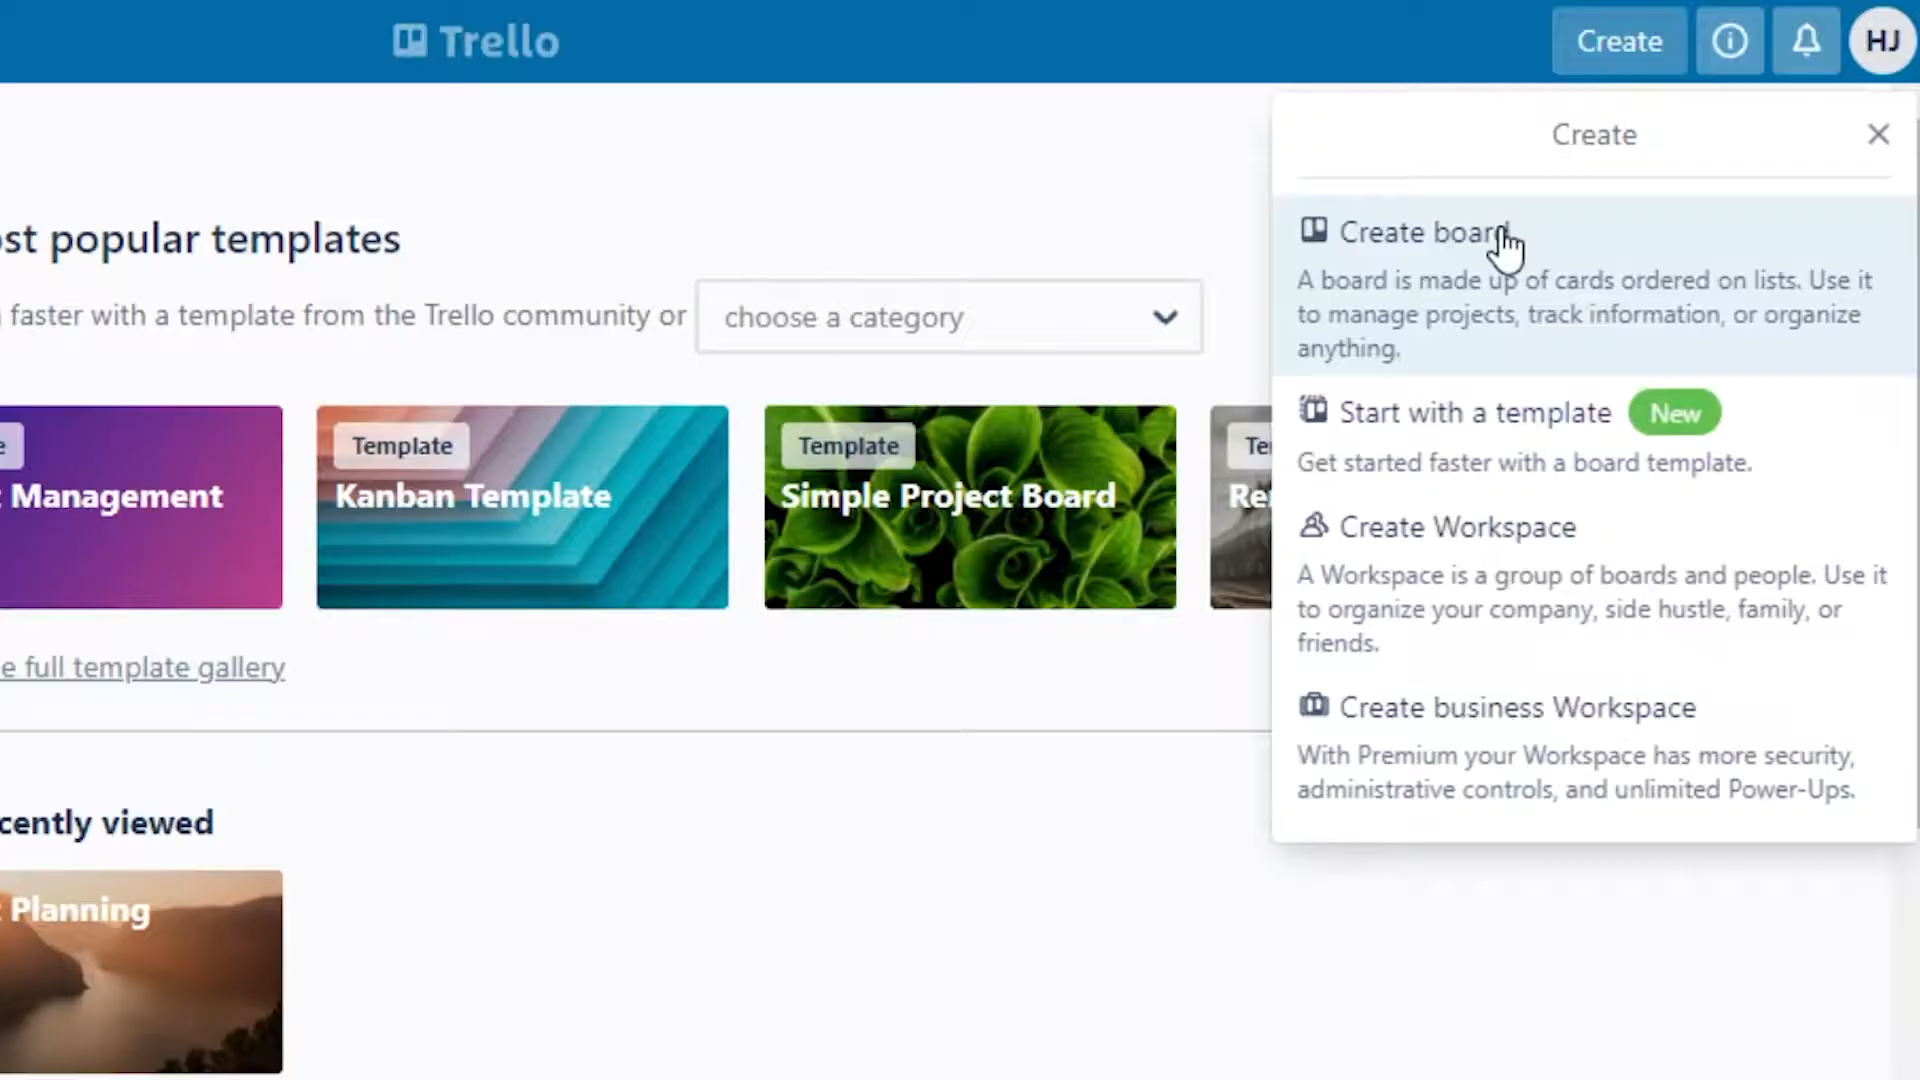 Trello
Create
HJ
Create
ost popular templates
faster with a template from the Trello community or
choose a category
Create board
A board is made up of cards ordered on lists. Use it
to manage projects, track information, or organize
anything.
Start with a template New
Get started faster with a board template.
Create Workspace
A Workspace is a group of boards and people. Use it
to organize your company, side hustle, family, or
friends.
Create business Workspace
With Premium your Workspace has more security,
administrative controls, and unlimited Power-Ups.
e
t Management
Template
Kanban Template
Template
Simple Project Board
Te
Re
e full template gallery
cently viewed
t Planning